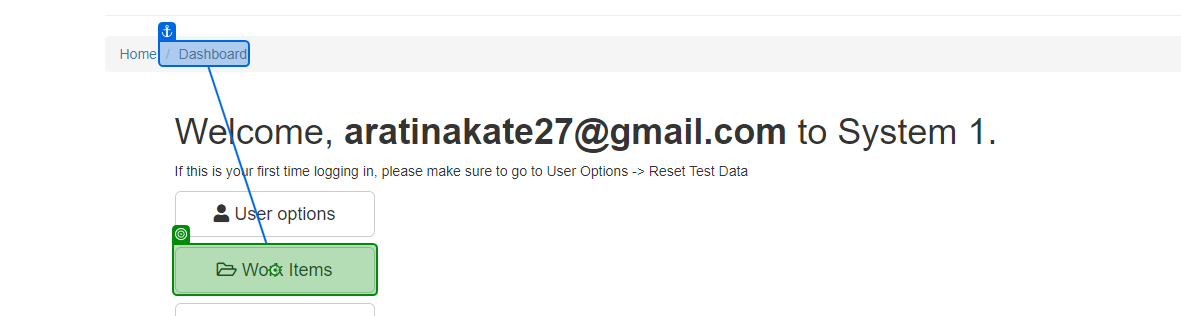 Home / Dashboard
Welcome, aratinakate27@gmail.com to System 1.
If this is your first time logging in, please make sure to go to User Options -> Reset Test Data
User options
Work Items